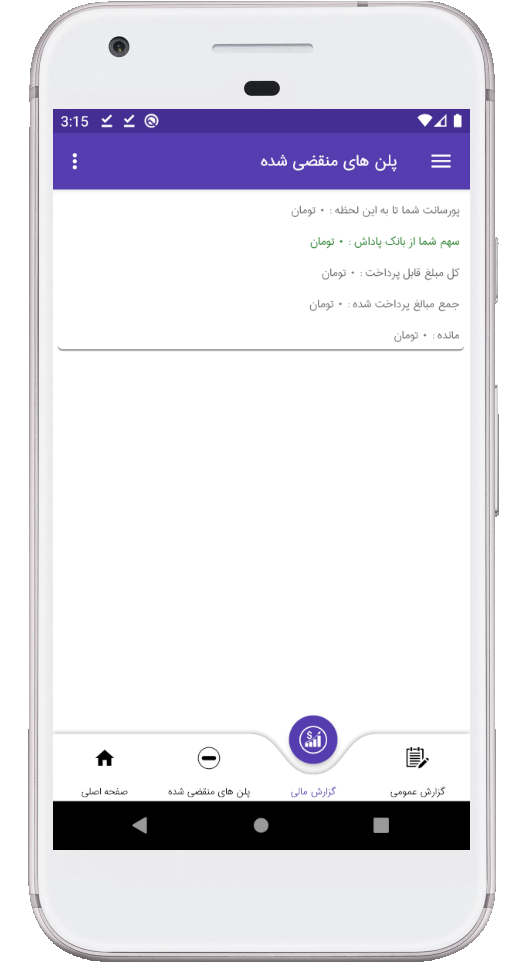 3:15
پلن های منقضی شده
پورسانت شما تا به این لحظه : ۰ تومان
سهم شما از بانک پاداش : ۰ تومان
کل مبلغ قابل پرداخت : ۰ تومان
جمع مبالغ پرداخت شده : ۰ تومان
مانده : ۰ تومان
گزارش عمومی
گزارش مالی
پلن های منقضی شده
صفحه اصلی